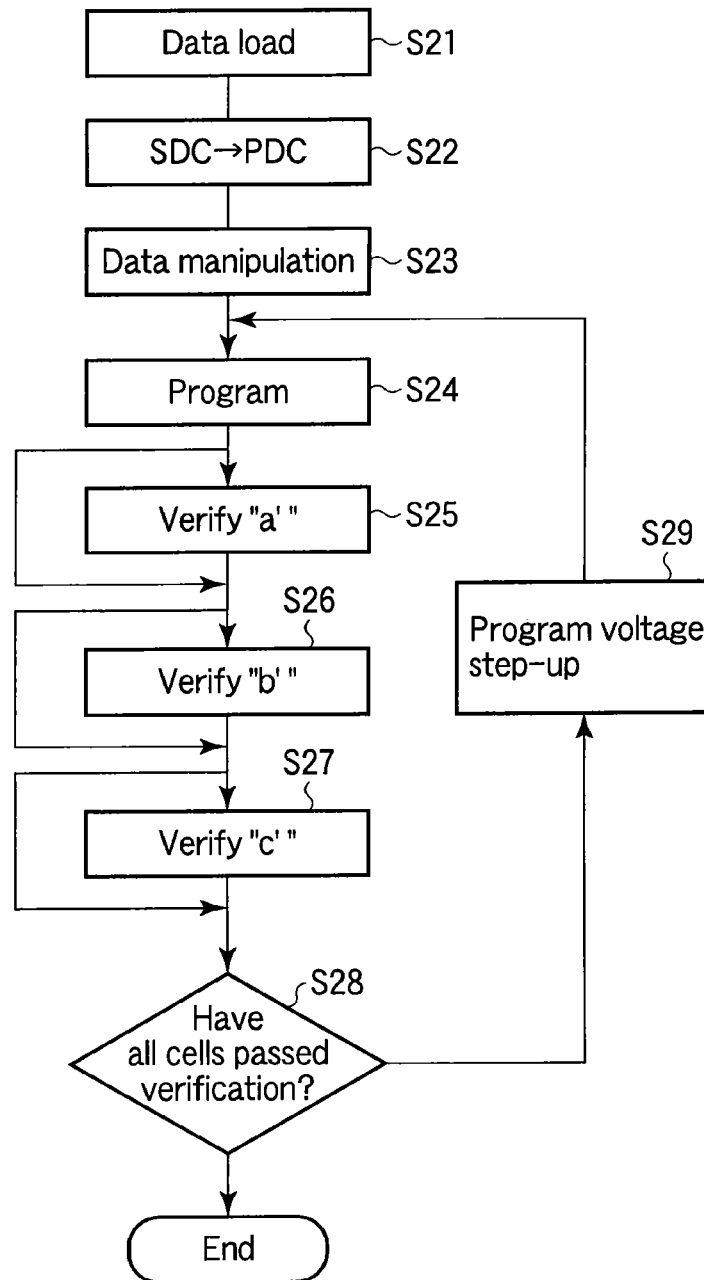 Data load
S21
SDC→PDC
S22
Data manipulation
S23
Program
S24
Verify "a' "
S25
S29
Program voltage
step-up
S26
Verify "b' "
S27
Verify "c' "
S28
Have
all cells passed
verification?
End